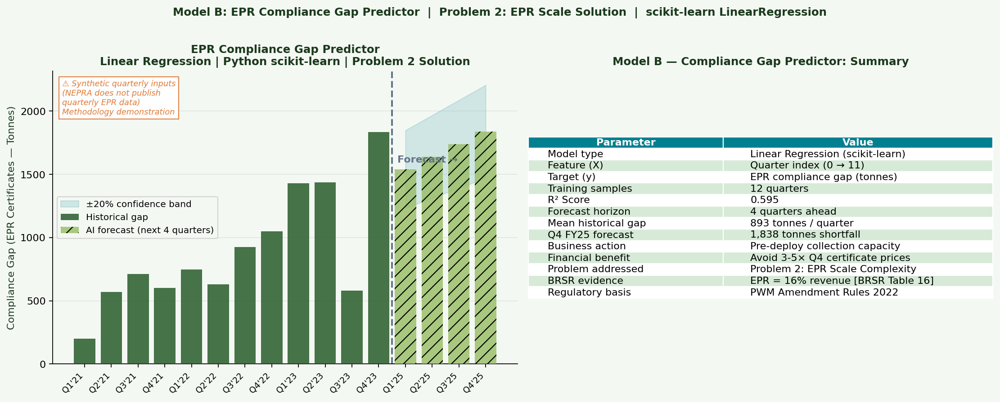 Model B: EPR Compliance Gap Predictor | Problem 2: EPR Scale Solution | scikit-learn LinearRegression
EPR Compliance Gap Predictor
Linear Regression | Python scikit-learn | Problem 2 Solution
⚠ Synthetic quarterly inputs
(NEPRA does not publish
quarterly EPR data)
Methodology demonstration
Compliance Gap (EPR Certificates — Tonnes)
2000
1500
1000
500
0
Forecast →
±20% confidence band
Historical gap
AI forecast (next 4 quarters)
Q1'21
Q2'21
Q3'21
Q4'21
Q1'22
Q2'22
Q3'22
Q4'22
Q1'23
Q2'23
Q3'23
Q4'23
Q1'25
Q2'25
Q3'25
Q4'25
Model B — Compliance Gap Predictor: Summary
Parameter Value
Model type Linear Regression (scikit-learn)
Feature (X) Quarter index (0 → 11)
Target (y) EPR compliance gap (tonnes)
Training samples 12 quarters
R² Score 0.595
Forecast horizon 4 quarters ahead
Mean historical gap 893 tonnes / quarter
Q4 FY25 forecast 1,838 tonnes shortfall
Business action Pre-deploy collection capacity
Financial benefit Avoid 3-5× Q4 certificate prices
Problem addressed Problem 2: EPR Scale Complexity
BRSR evidence EPR = 16% revenue [BRSR Table 16]
Regulatory basis PWM Amendment Rules 2022